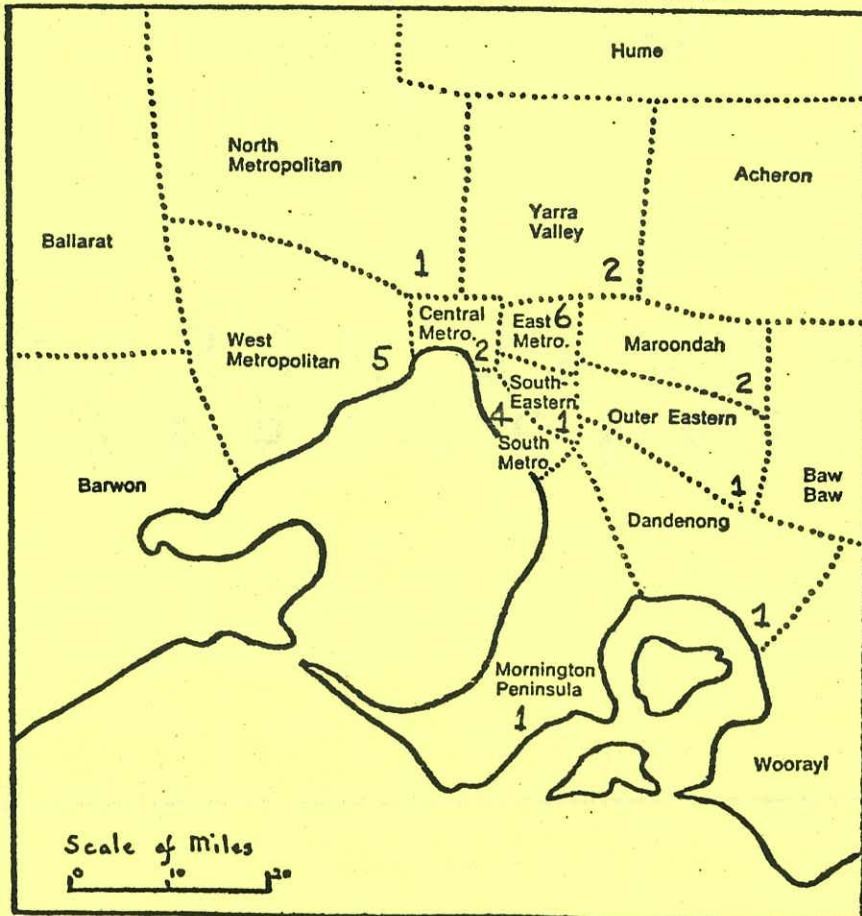 Hume
North
Metropolitan
Acheron
Yarra
Valley
Ballarat
1
2
Central
Metro.
2
East 6
Metro.
Maroondah
West
Metropolitan
5
South-
Eastern
1
2
Outer Eastern
4
South
Metro
Barwon
1
Baw
Baw
Dandenong
1
Mornington
Peninsula
1
Woorayl
Scale of Miles
0 10 20